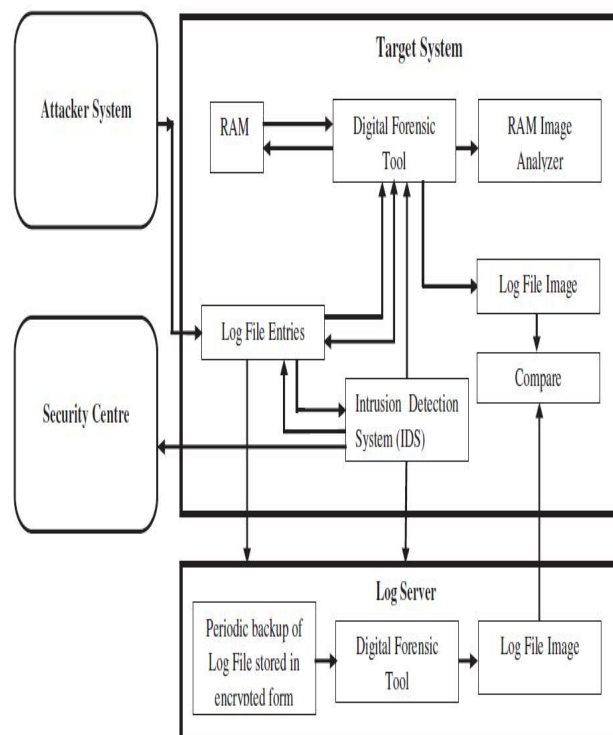 Attacker System
Target System
RAM
Digital Forensic
Tool
RAM Image
Analyzer
Log File Image
Log File Entries
Compare
Security Centre
Intrusion Detection
System (IDS)
Log Server
Periodic backup of
Log File stored in
encrypted form
Digital Forensic
Tool
Log File Image